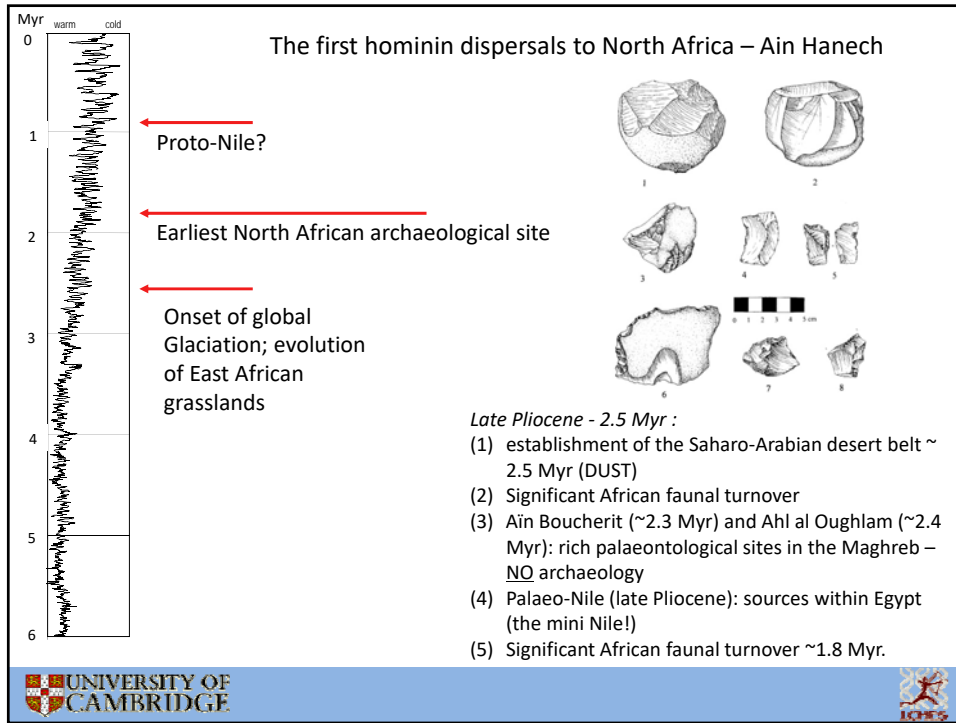 Myr
warm cold
0
The first hominin dispersals to North Africa – Ain Hanech
1
Proto-Nile?
2
Earliest North African archaeological site
3
Onset of global
Glaciation; evolution
of East African
grasslands
4
5
6
1
2
3
4
5
0 1 2 3 4 5 cm
6
7
8
Late Pliocene - 2.5 Myr :
(1) establishment of the Saharo-Arabian desert belt ~
2.5 Myr (DUST)
(2) Significant African faunal turnover
(3) Aïn Boucherit (~2.3 Myr) and Ahl al Oughlam (~2.4
Myr): rich palaeontological sites in the Maghreb –
NO archaeology
(4) Palaeo-Nile (late Pliocene): sources within Egypt
(the mini Nile!)
(5) Significant African faunal turnover ~1.8 Myr.
UNIVERSITY OF
CAMBRIDGE